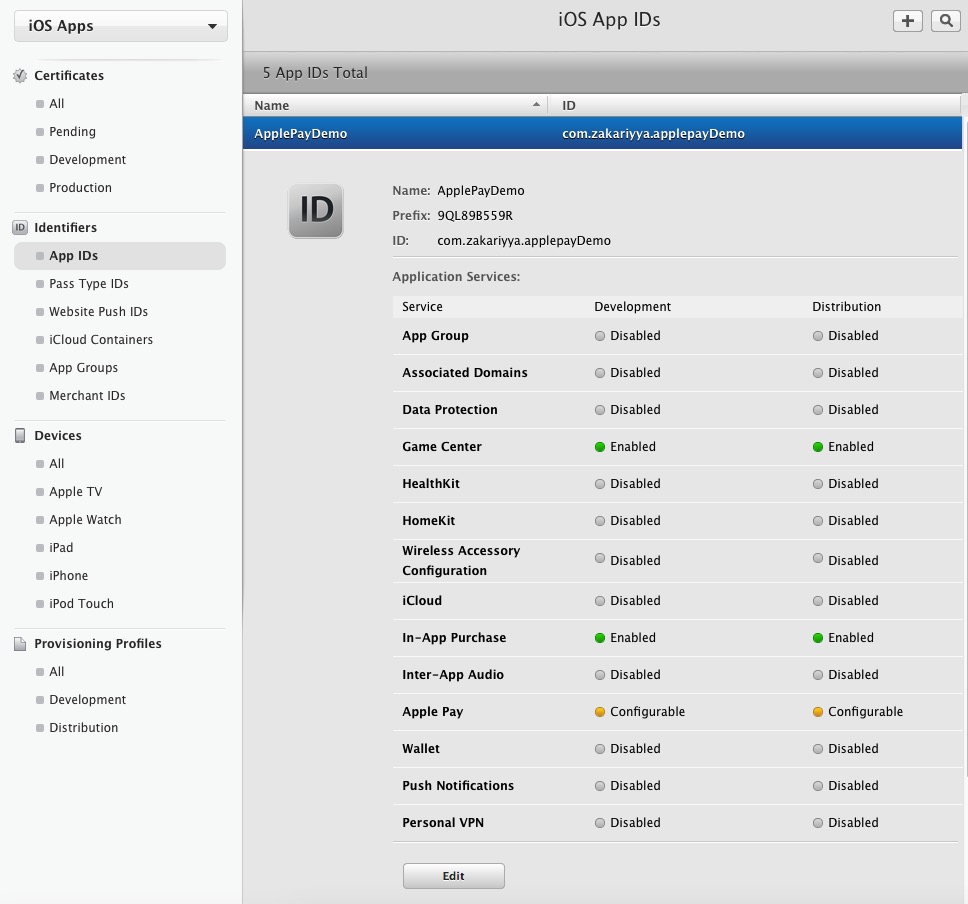 iOS Apps
Certificates
All
Pending
Development
Production
ID Identifiers
App IDs
Pass Type IDs
Website Push IDs
iCloud Containers
App Groups
Merchant IDs
Devices
All
Apple TV
Apple Watch
iPad
iPhone
iPod Touch
Provisioning Profiles
All
Development
Distribution
iOS App IDs
5 App IDs Total
Name ID
ApplePayDemo com.zakariyya.applepayDemo
ID
Name: ApplePayDemo
Prefix: 9QL89B559R
ID: com.zakariyya.applepayDemo
Application Services:
Service Development Distribution
App Group Disabled Disabled
Associated Domains Disabled Disabled
Data Protection Disabled Disabled
Game Center Enabled Enabled
HealthKit Disabled Disabled
HomeKit Disabled Disabled
Wireless Accessory
Configuration Disabled Disabled
iCloud Disabled Disabled
In-App Purchase Enabled Enabled
Inter-App Audio Disabled Disabled
Apple Pay Configurable Configurable
Wallet Disabled Disabled
Push Notifications Disabled Disabled
Personal VPN Disabled Disabled
Edit